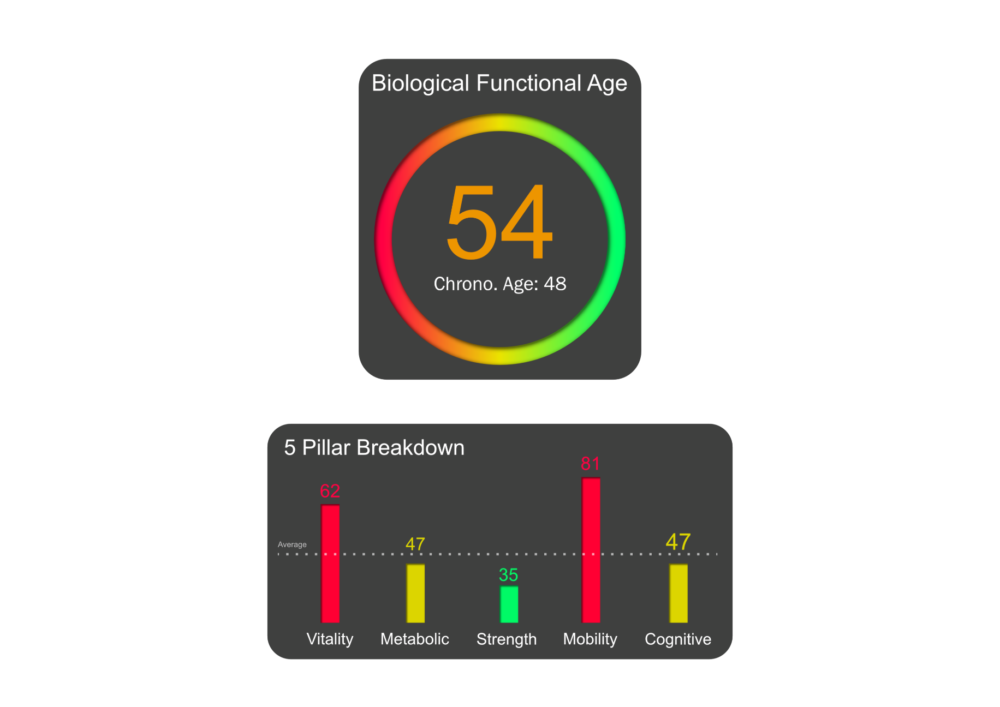 Biological Functional Age
54
Chrono. Age: 48
5 Pillar Breakdown
81
62
47
47
Average
35
Vitality
Metabolic
Strength
Mobility
Cognitive